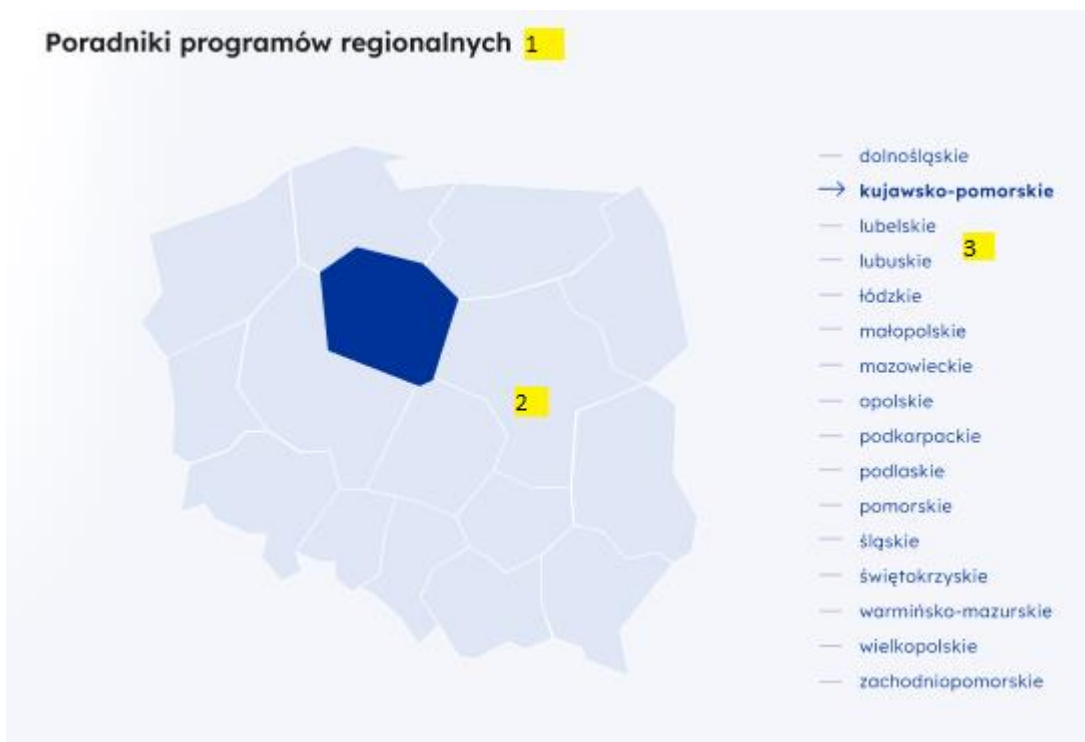 Poradniki programów regionalnych 1
2
dolnośląskie
kujawsko-pomorskie
lubelskie
3
lubuskie
łódzkie
małopolskie
mazowieckie
opolskie
podkarpackie
podlaskie
pomorskie
śląskie
świętokrzyskie
warmińsko-mazurskie
wielkopolskie
zachodniopomorskie